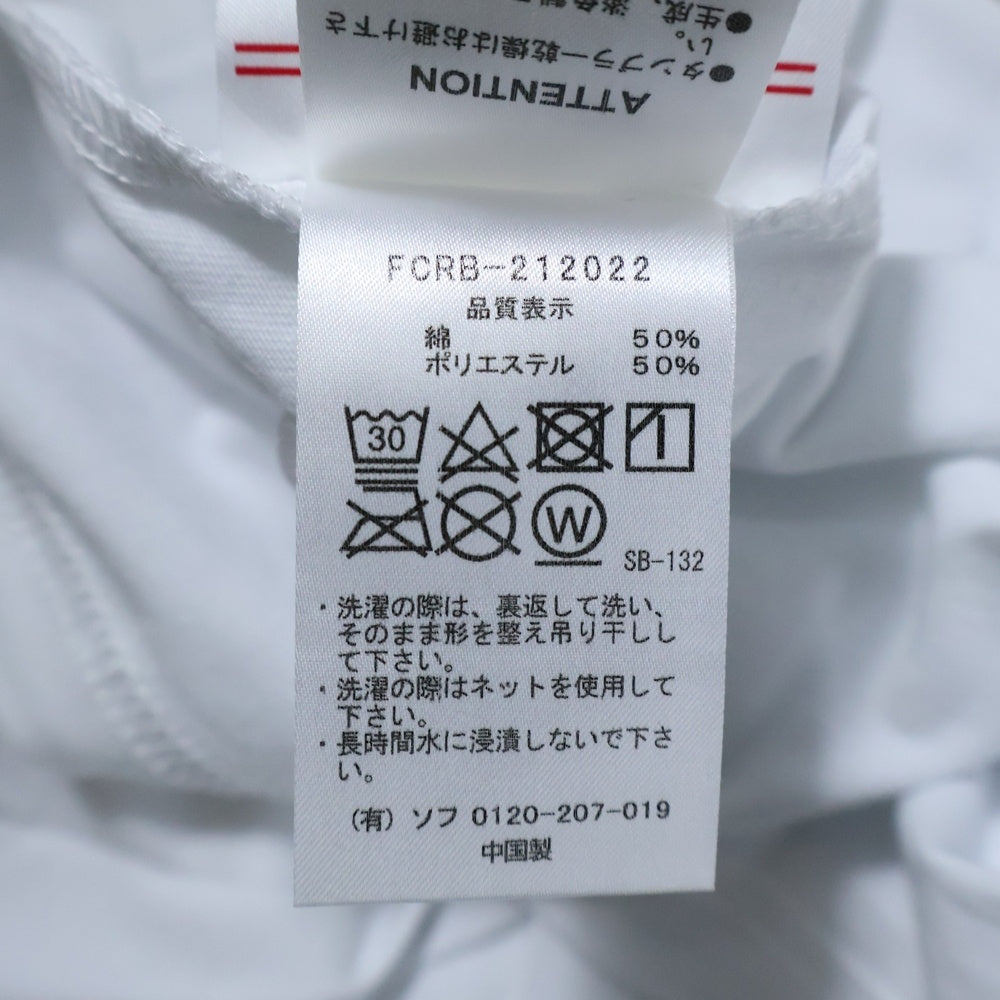 ATTENTION
●タンブラー乾燥はお避け下さ
い。
FCRB-212022
品質表示
綿 50%
ポリエステル 50%
30
W
SB-132
・洗濯の際は、裏返して洗い、
そのまま形を整え吊り干しし
て下さい。
・洗濯の際はネットを使用して
下さい。
・長時間水に浸漬しないで下さ
い。
(有) ソフ 0120-207-019
中国製